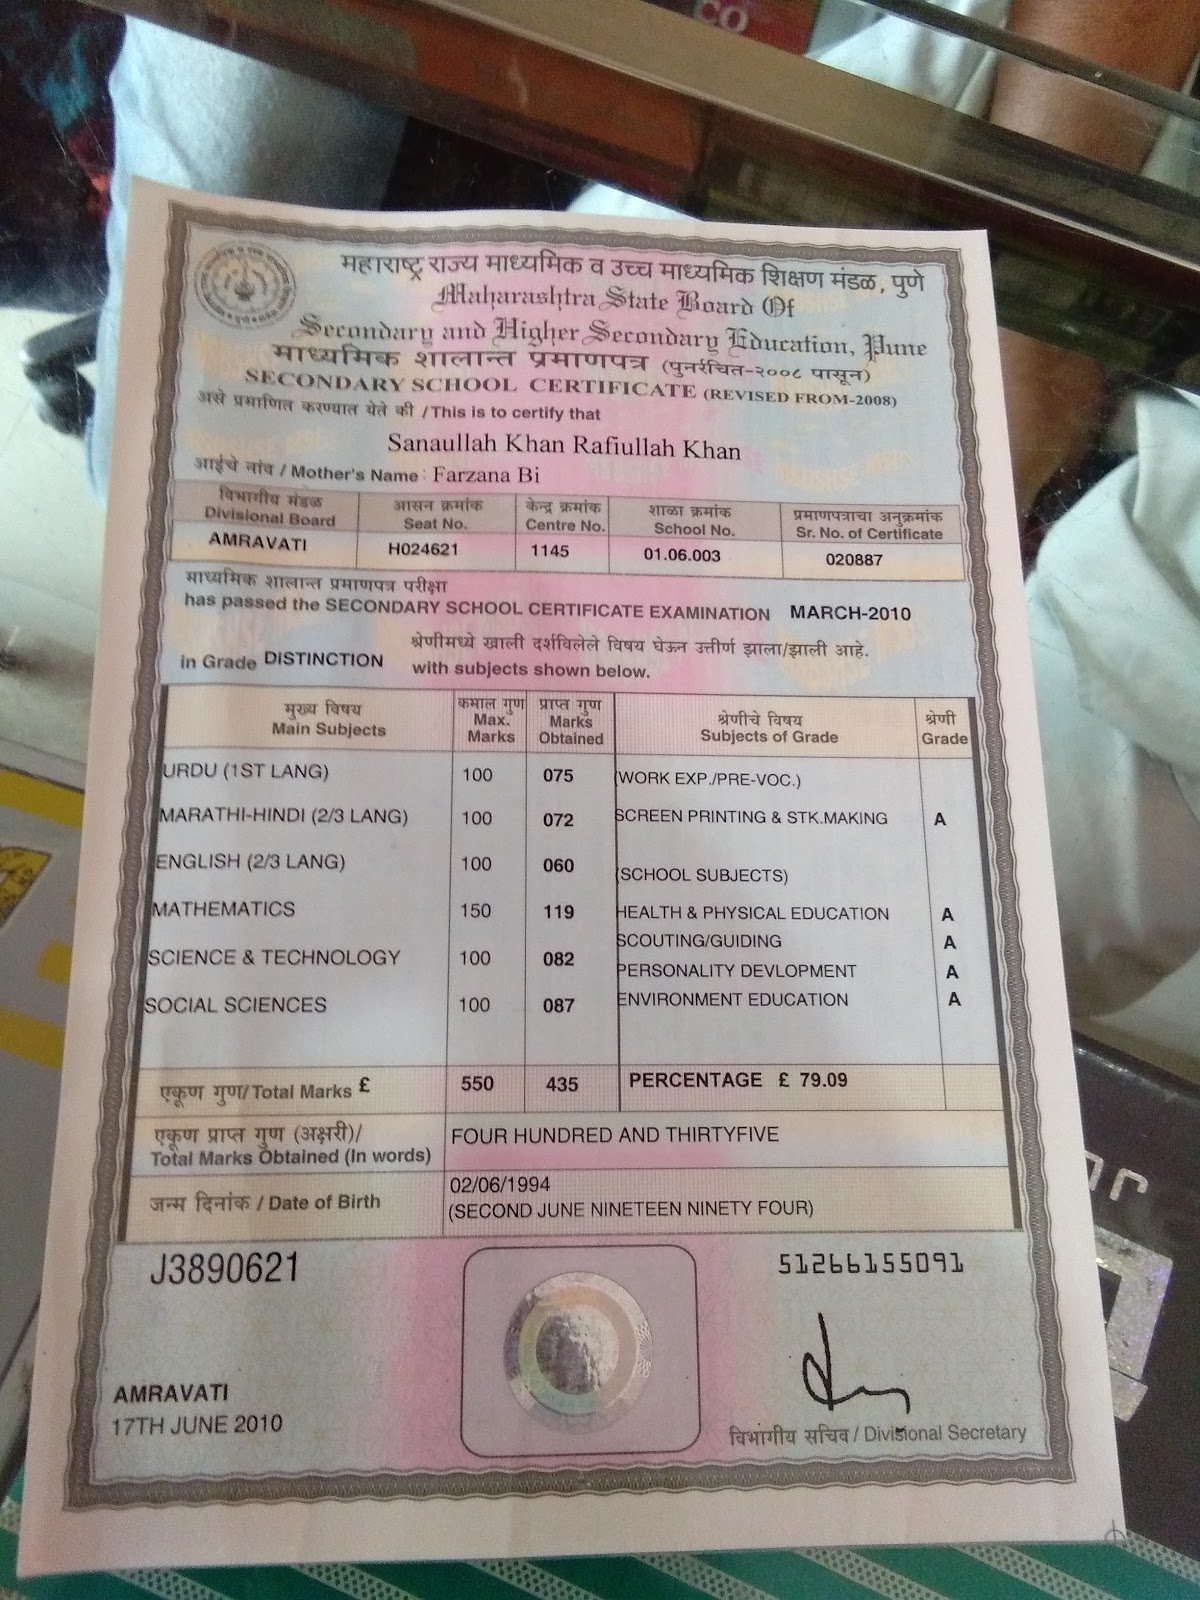 CO
महाराष्ट्र राज्य माध्यमिक व उच्च माध्यमिक शिक्षण मंडळ, पुणे
Maharashtra State Board Of
Secondary and Higher Secondary Education, Pune
माध्यमिक शालान्त प्रमाणपत्र (पुनर्रचित-२००८ पासून)
SECONDARY SCHOOL CERTIFICATE (REVISED FROM-2008)
असे प्रमाणित करण्यात येते की / This is to certify that
Sanaullah Khan Rafiullah Khan
आईचे नांव / Mother's Name : Farzana Bi
विभागीय मंडळ आसन क्रमांक केन्द्र क्रमांक शाळा क्रमांक प्रमाणपत्राचा अनुक्रमांक
Divisional Board Seat No. Centre No. School No. Sr. No. of Certificate
AMRAVATI H024621 1145 01.06.003 020887
माध्यमिक शालान्त प्रमाणपत्र परीक्षा
has passed the SECONDARY SCHOOL CERTIFICATE EXAMINATION MARCH-2010
श्रेणीमध्ये खाली दर्शविलेले विषय घेऊन उत्तीर्ण झाला/झाली आहे.
in Grade DISTINCTION with subjects shown below.
मुख्य विषय कमाल गुण प्राप्त गुण श्रेणीचे विषय श्रेणी
Main Subjects Max. Marks Marks Obtained Subjects of Grade Grade
URDU (1ST LANG) 100 075 (WORK EXP./PRE-VOC.)
MARATHI-HINDI (2/3 LANG) 100 072 SCREEN PRINTING & STK.MAKING A
ENGLISH (2/3 LANG) 100 060 (SCHOOL SUBJECTS)
MATHEMATICS 150 119 HEALTH & PHYSICAL EDUCATION A
SCOUTING/GUIDING A
SCIENCE & TECHNOLOGY 100 082 PERSONALITY DEVLOPMENT A
SOCIAL SCIENCES 100 087 ENVIRONMENT EDUCATION A
एकूण गुण/ Total Marks £ 550 435 PERCENTAGE £ 79.09
एकूण प्राप्त गुण (अक्षरी)/
Total Marks Obtained (In words) FOUR HUNDRED AND THIRTYFIVE
02/06/1994
जन्म दिनांक / Date of Birth (SECOND JUNE NINETEEN NINETY FOUR)
J3890621 51266155091
AMRAVATI
17TH JUNE 2010
विभागीय सचिव / Divisional Secretary